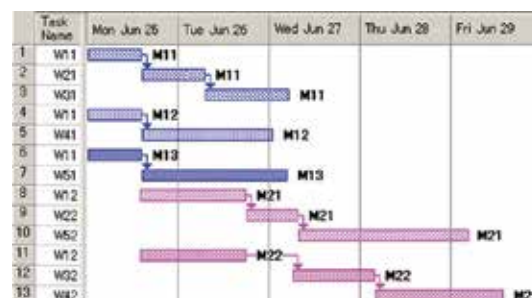 Task Name Mon Jun 25 Tue Jun 26 Wed Jun 27 Thu Jun 28 Fri Jun 29
1 W11 M11
2 W21 M11
3 W31 M11
4 W11 M12
5 W41 M12
6 W11 M13
7 W51 M13
8 W12 M21
9 W22 M21
10 W52 M21
11 W12 M22
12 W32 M22
13 W42